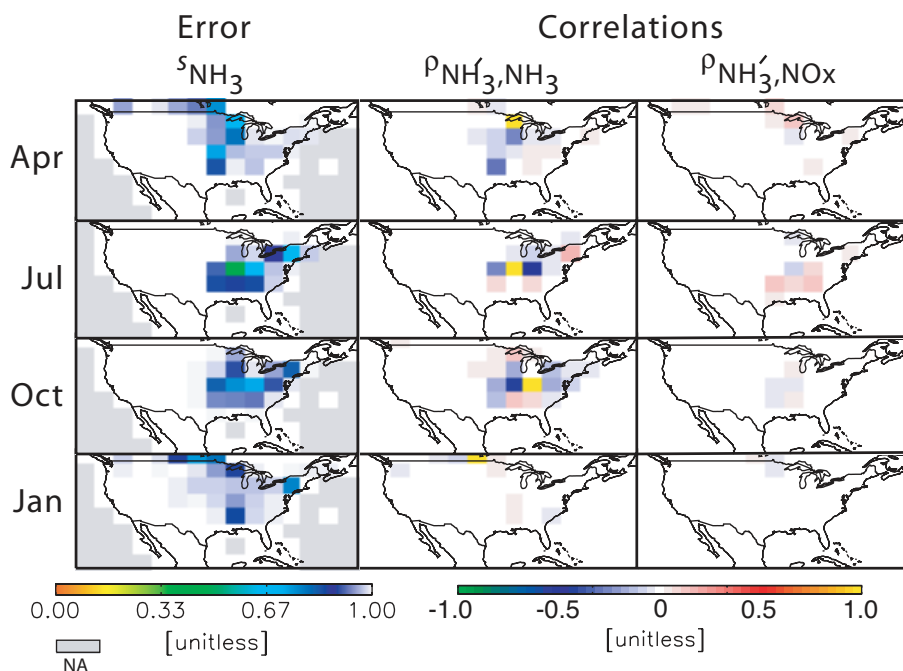 Error Correlations
sNH3 ρNH3′,NH3 ρNH3′,NOx
Apr
Jul
Oct
Jan
0.00 0.33 0.67 1.00
[unitless]
NA
-1.0 -0.5 0 0.5 1.0
[unitless]